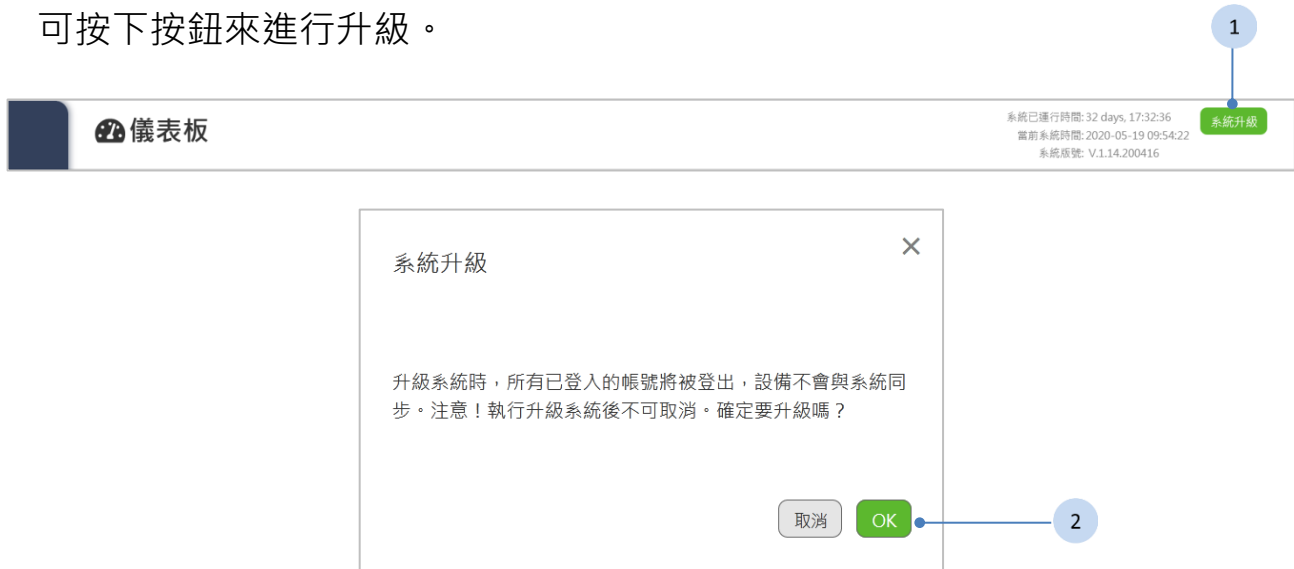 可按下按鈕來進行升級。
1
儀表板
系統已運行時間: 32 days, 17:32:36
系統升級
當前系統時間: 2020-05-19 09:54:22
系統版號: V.1.14.200416
系統升級
升級系統時，所有已登入的帳號將被登出，設備不會與系統同
步。注意！執行升級系統後不可取消。確定要升級嗎？
取消 OK
2